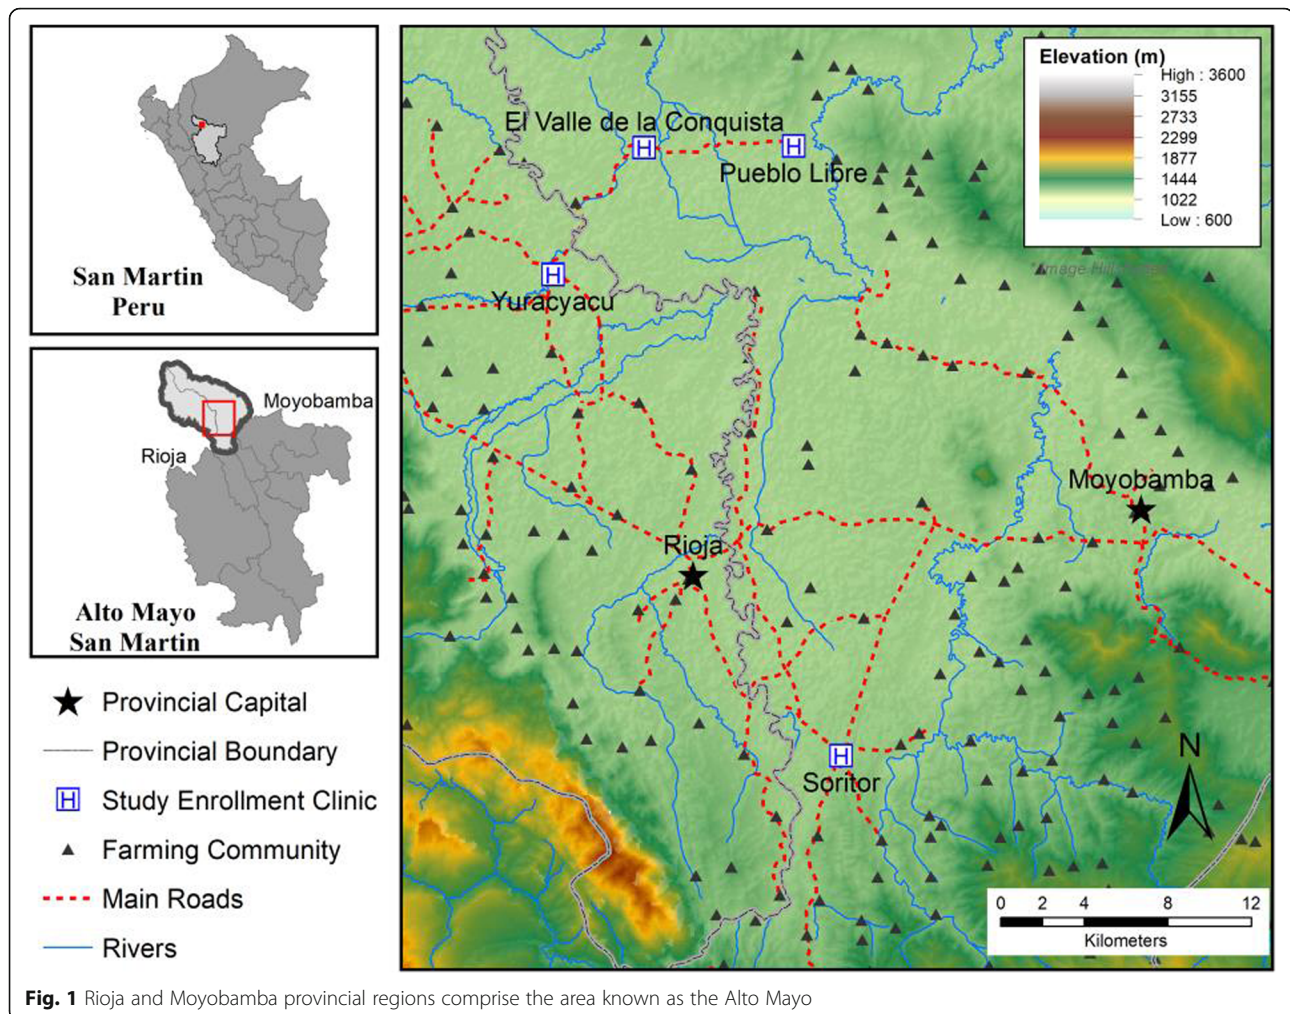 San Martin
Peru
Moyobamba
Rioja
Alto Mayo
San Martin
Provincial Capital
Provincial Boundary
H Study Enrollment Clinic
Farming Community
Main Roads
Rivers
Elevation (m)
High : 3600
3155
2733
2299
1877
1444
1022
Low : 600
El Valle de la Conquista
H
H
Pueblo Libre
H
Yuracyacu
Moyobamba
Rioja
H
Soritor
N
0 2 4 8 12
Kilometers
Fig. 1 Rioja and Moyobamba provincial regions comprise the area known as the Alto Mayo